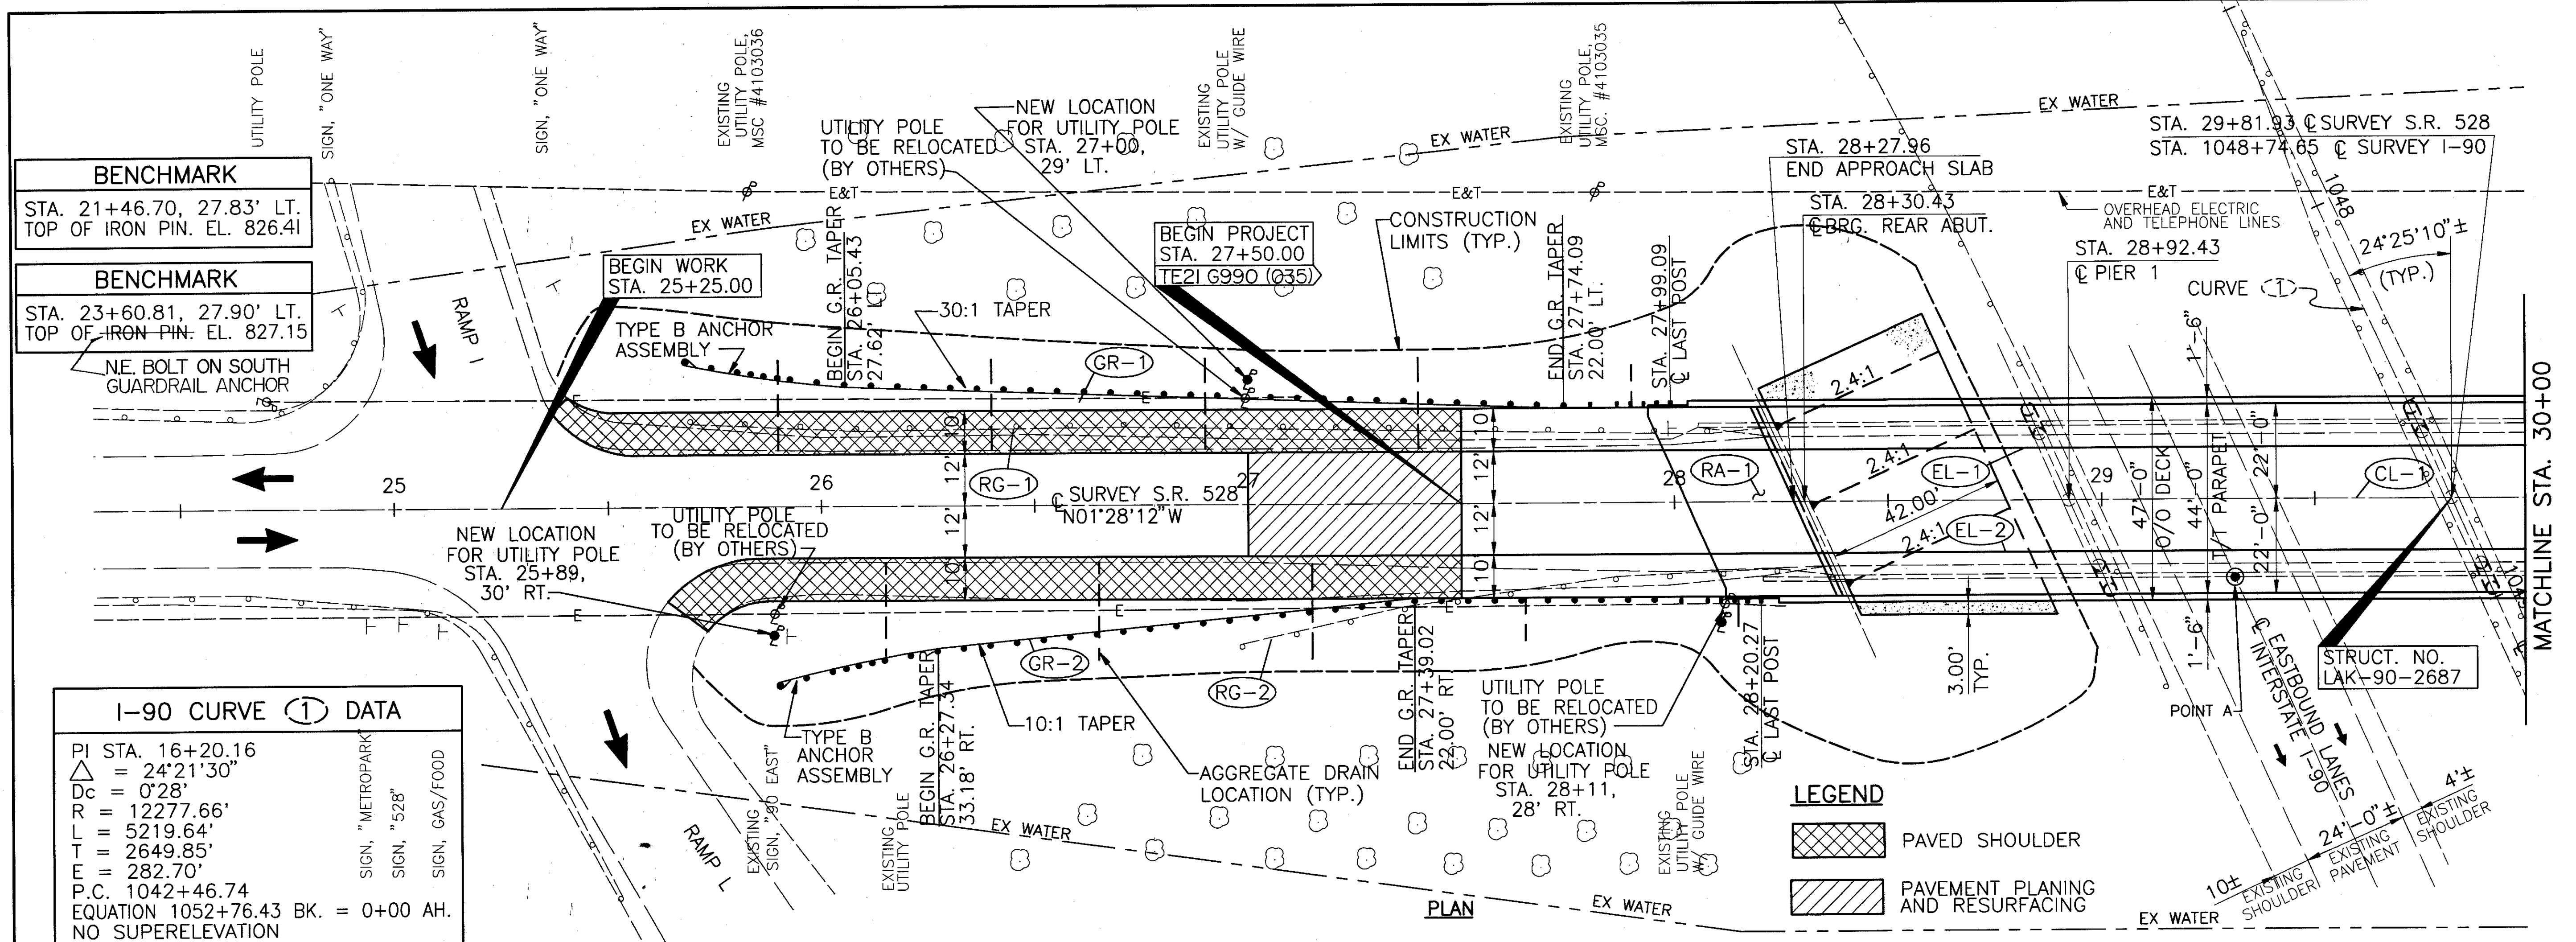 UTILITY POLE
SIGN, "ONE WAY"
SIGN, "ONE WAY"
EXISTING
UTILITY POLE,
MSC #4103036
UTILITY POLE
TO BE RELOCATED
(BY OTHERS)
NEW LOCATION
FOR UTILITY POLE
STA. 27+00,
29' LT.
EXISTING
UTILITY POLE
W/ GUIDE WIRE
EXISTING
UTILITY POLE,
MSC. #4103035
EX WATER
EX WATER
EX WATER
STA. 28+27.96
END APPROACH SLAB
STA. 28+30.43
℄ BRG. REAR ABUT.
STA. 29+81.93 ℄ SURVEY S.R. 528
STA. 1048+74.65 ℄ SURVEY I-90
E&T
E&T
E&T
OVERHEAD ELECTRIC
AND TELEPHONE LINES
1048
24°25'10"±
(TYP.)
STA. 28+92.43
℄ PIER 1
CURVE 1
BENCHMARK
STA. 21+46.70, 27.83' LT.
TOP OF IRON PIN. EL. 826.41
BENCHMARK
STA. 23+60.81, 27.90' LT.
TOP OF IRON PIN. EL. 827.15
N.E. BOLT ON SOUTH
GUARDRAIL ANCHOR
RAMP I
BEGIN WORK
STA. 25+25.00
TYPE B ANCHOR
ASSEMBLY
BEGIN G.R. TAPER
STA. 26+05.43
27.62' LT
30:1 TAPER
GR-1
BEGIN PROJECT
STA. 27+50.00
TE21 G990 (035)
CONSTRUCTION
LIMITS (TYP.)
END G.R. TAPER
STA. 27+74.09
22.00' LT.
STA. 27+99.09
℄ LAST POST
E
E
10'
12'
12'
10'
10'
12'
12'
10'
RG-1
25
26
27
28
29
℄ SURVEY S.R. 528
N01°28'12"W
RA-1
2.4:1
2.4:1
2.4:1
EL-1
EL-2
42.00'
3.00'
TYP.
47'-0"
O/O DECK
44'-0"
T/T PARAPET
22'-0"
22'-0"
1'-6"
1'-6"
CL-1
MATCHLINE STA. 30+00
NEW LOCATION
FOR UTILITY POLE
STA. 25+89,
30' RT.
UTILITY POLE
TO BE RELOCATED
(BY OTHERS)
E
E
E
GR-2
RG-2
10:1 TAPER
TYPE B
ANCHOR
ASSEMBLY
BEGIN G.R. TAPER
STA. 26+27.34
33.18' RT.
AGGREGATE DRAIN
LOCATION (TYP.)
END G.R. TAPER
STA. 27+39.02
22.00' RT.
UTILITY POLE
TO BE RELOCATED
(BY OTHERS)
NEW LOCATION
FOR UTILITY POLE
STA. 28+11,
28' RT.
STA. 28+20.27
℄ LAST POST
EXISTING
UTILITY POLE
W/ GUIDE WIRE
POINT A
℄ EASTBOUND LANES
INTERSTATE I-90
STRUCT. NO.
LAK-90-2687
4'±
EXISTING
SHOULDER
24'-0"±
EXISTING
PAVEMENT
10±
EXISTING
SHOULDER
I-90 CURVE 1 DATA
PI STA. 16+20.16
△ = 24°21'30"
Dc = 0°28'
R = 12277.66'
L = 5219.64'
T = 2649.85'
E = 282.70'
P.C. 1042+46.74
EQUATION 1052+76.43 BK. = 0+00 AH.
NO SUPERELEVATION
SIGN, "METROPARK"
SIGN, "528"
SIGN, GAS/FOOD
RAMP L
EXISTING
SIGN, "90 EAST"
EXISTING
UTILITY POLE
EX WATER
EX WATER
EX WATER
PLAN
LEGEND
PAVED SHOULDER
PAVEMENT PLANING
AND RESURFACING